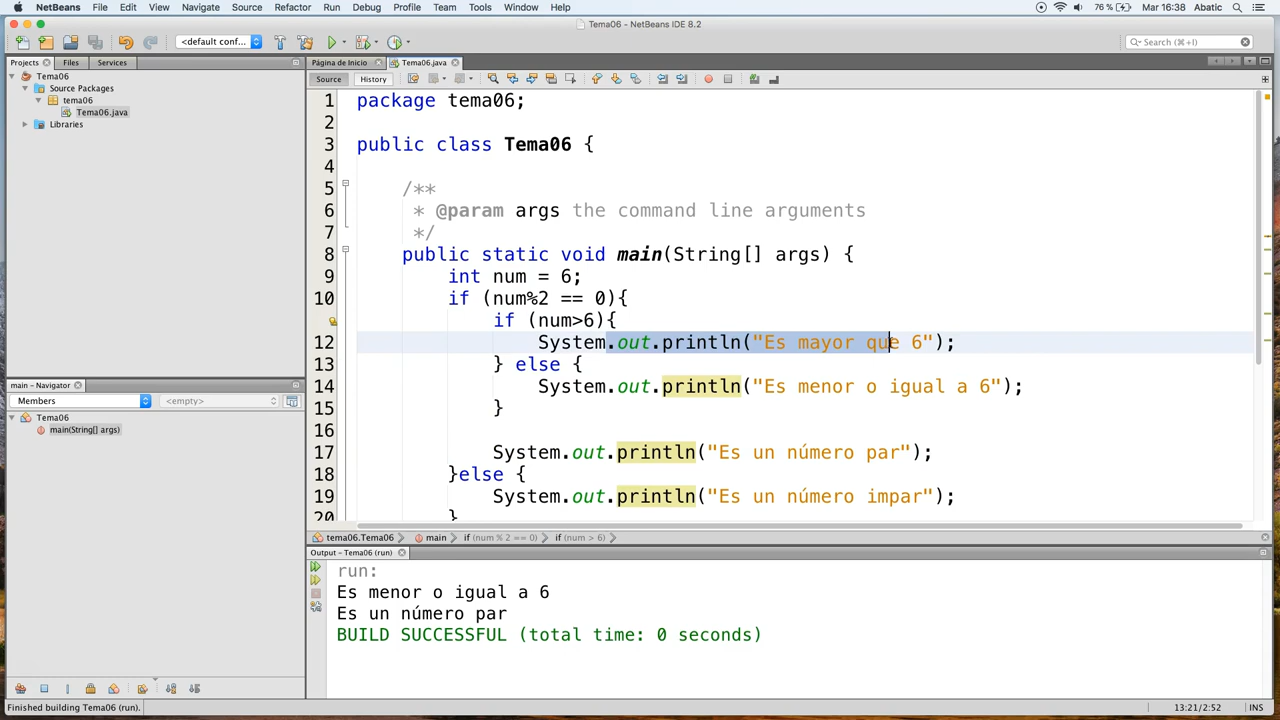 NetBeans File Edit View Navigate Source Refactor Run Debug Profile Team Tools Window Help 76 % Mar 16:38 Abatic
Tema06 - NetBeans IDE 8.2
<default conf... Search (⌘+I)
Projects Files Services
Tema06
Source Packages
tema06
Tema06.java
Libraries
Página de Inicio Tema06.java
Source History
1 package tema06;
2
3 public class Tema06 {
4
5 /**
6 * @param args the command line arguments
7 */
8 public static void main(String[] args) {
9 int num = 6;
10 if (num%2 == 0){
if (num>6){
12 System.out.println("Es mayor que 6");
13 } else {
14 System.out.println("Es menor o igual a 6");
15 }
16
17 System.out.println("Es un número par");
18 }else {
19 System.out.println("Es un número impar");
20 }
main - Navigator
Members <empty>
Tema06
main(String[] args)
tema06.Tema06 main if (num % 2 == 0) if (num > 6)
Output - Tema06 (run)
run:
Es menor o igual a 6
Es un número par
BUILD SUCCESSFUL (total time: 0 seconds)
Finished building Tema06 (run). 13:21/2:52 INS